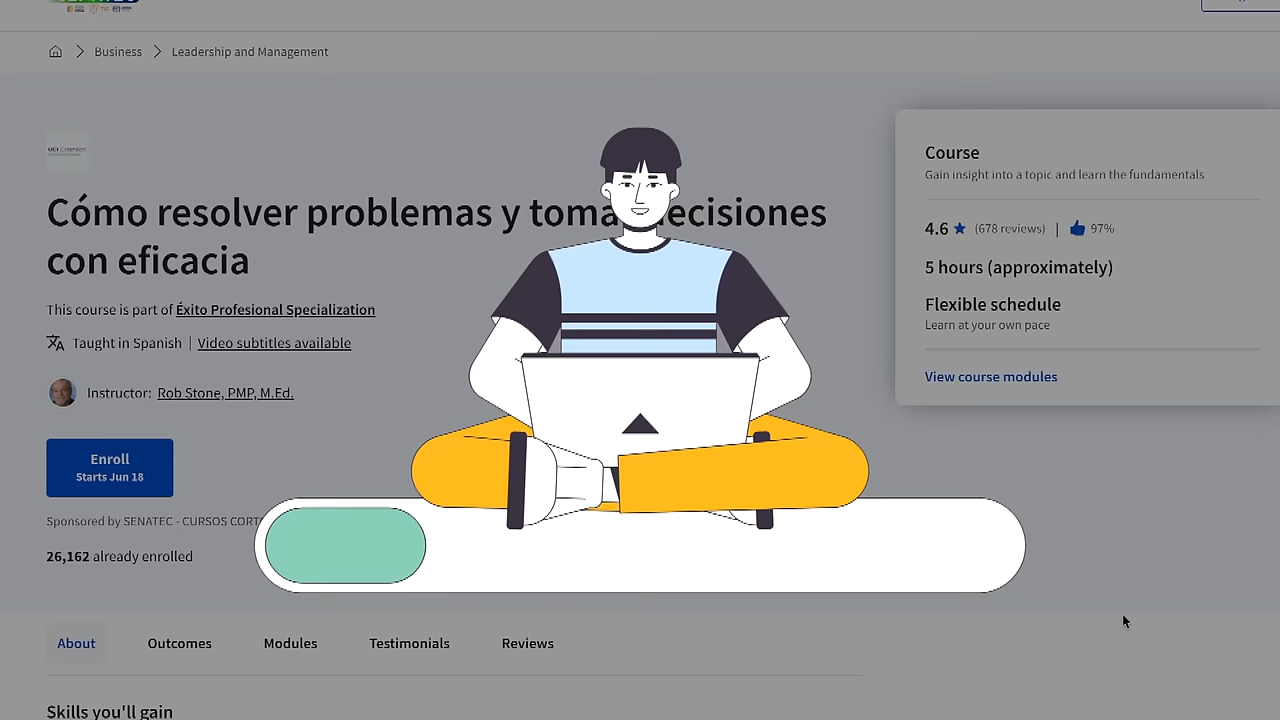 Business
Leadership and Management
UCI Extension
Cómo resolver problemas y toma ecisiones
con eficacia
This course is part of Éxito Profesional Specialization
Taught in Spanish | Video subtitles available
Instructor: Rob Stone, PMP, M.Ed.
Enroll
Starts Jun 18
Sponsored by SENATEC - CURSOS CORT
26,162 already enrolled
Course
Gain insight into a topic and learn the fundamentals
4.6 (678 reviews) | 97%
5 hours (approximately)
Flexible schedule
Learn at your own pace
View course modules
About Outcomes Modules Testimonials Reviews
Skills you'll gain